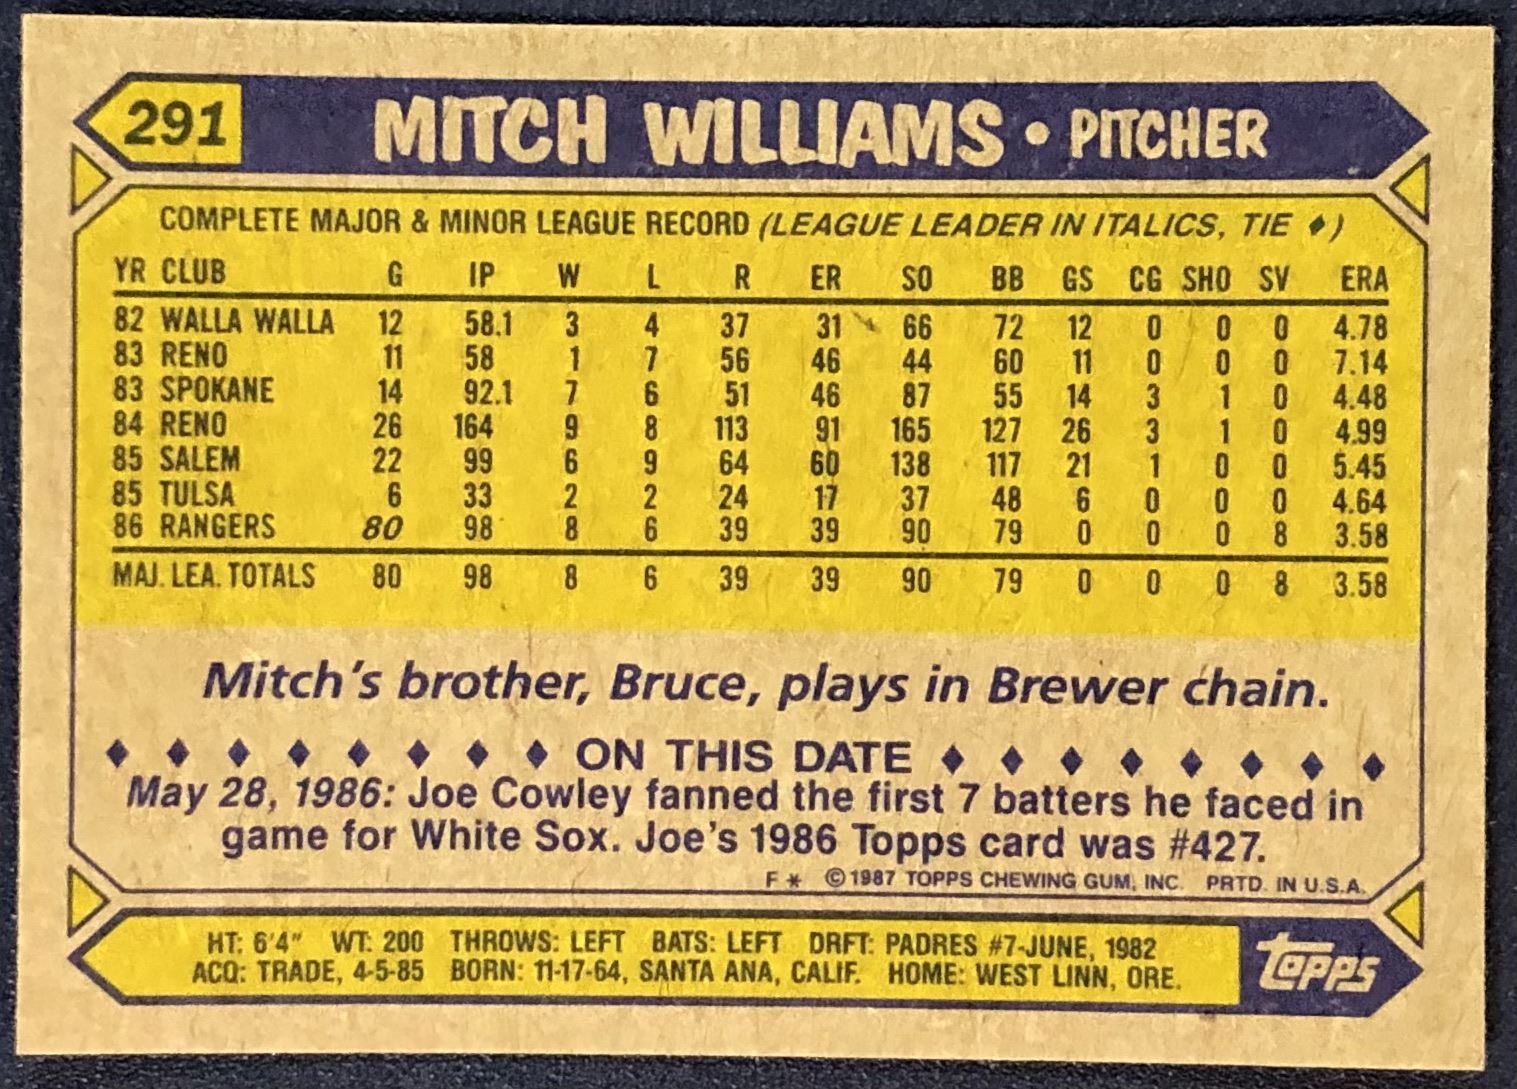 291 MITCH WILLIAMS • PITCHER
COMPLETE MAJOR & MINOR LEAGUE RECORD (LEAGUE LEADER IN ITALICS, TIE ♦)
YR CLUB G IP W L R ER SO BB GS CG SHO SV ERA
82 WALLA WALLA 12 58.1 3 4 37 31 66 72 12 0 0 0 4.78
83 RENO 11 58 1 7 56 46 44 60 11 0 0 0 7.14
83 SPOKANE 14 92.1 7 6 51 46 87 55 14 3 1 0 4.48
84 RENO 26 164 9 8 113 91 165 127 26 3 1 0 4.99
85 SALEM 22 99 6 9 64 60 138 117 21 1 0 0 5.45
85 TULSA 6 33 2 2 24 17 37 48 6 0 0 0 4.64
86 RANGERS 80 98 8 6 39 39 90 79 0 0 0 8 3.58
MAJ. LEA. TOTALS 80 98 8 6 39 39 90 79 0 0 0 8 3.58
Mitch's brother, Bruce, plays in Brewer chain.
♦ ♦ ♦ ♦ ♦ ♦ ♦ ♦ ON THIS DATE ♦ ♦ ♦ ♦ ♦ ♦ ♦ ♦
May 28, 1986: Joe Cowley fanned the first 7 batters he faced in
game for White Sox. Joe's 1986 Topps card was #427.
F * © 1987 TOPPS CHEWING GUM, INC. PRTD. IN U.S.A.
HT: 6'4" WT: 200 THROWS: LEFT BATS: LEFT DRFT: PADRES #7-JUNE, 1982
ACQ: TRADE, 4-5-85 BORN: 11-17-64, SANTA ANA, CALIF. HOME: WEST LINN, ORE.
topps